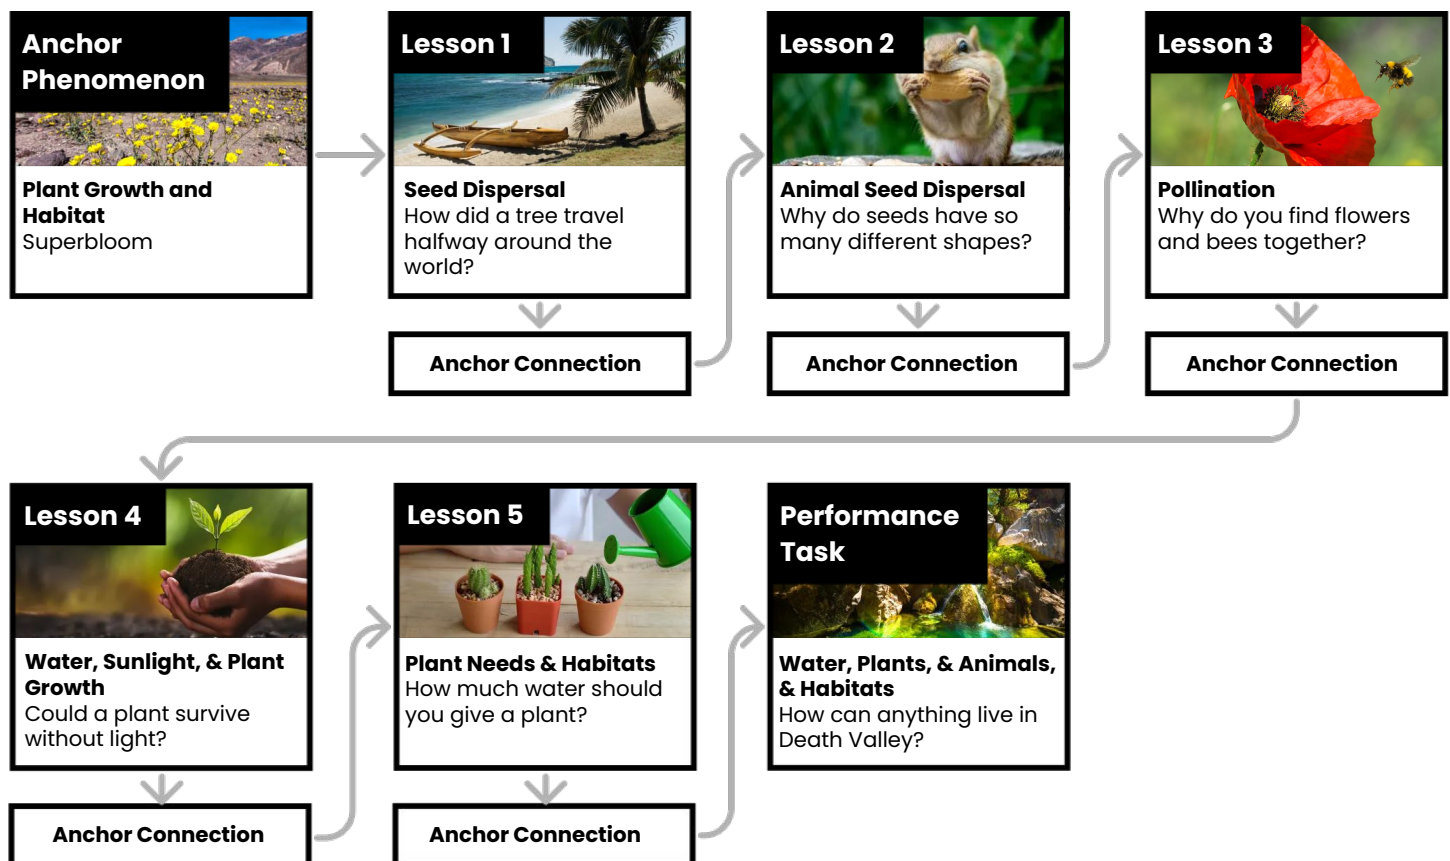 Anchor
Phenomenon
Plant Growth and
Habitat
Superbloom
Lesson 1
Seed Dispersal
How did a tree travel
halfway around the
world?
Anchor Connection
Lesson 2
Animal Seed Dispersal
Why do seeds have so
many different shapes?
Anchor Connection
Lesson 3
Pollination
Why do you find flowers
and bees together?
Anchor Connection
Lesson 4
Water, Sunlight, & Plant
Growth
Could a plant survive
without light?
Anchor Connection
Lesson 5
Plant Needs & Habitats
How much water should
you give a plant?
Anchor Connection
Performance
Task
Water, Plants, & Animals,
& Habitats
How can anything live in
Death Valley?